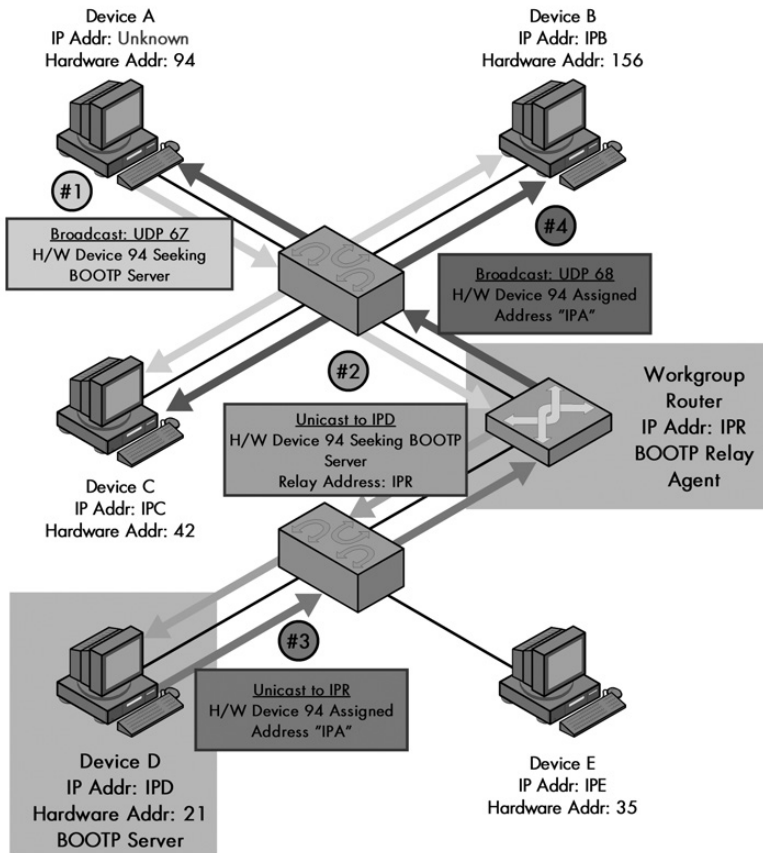 Device A
IP Addr: Unknown
Hardware Addr: 94
Device B
IP Addr: IPB
Hardware Addr: 156
#1
Broadcast: UDP 67
H/W Device 94 Seeking
BOOTP Server
#4
Broadcast: UDP 68
H/W Device 94 Assigned
Address "IPA"
#2
Unicast to IPD
H/W Device 94 Seeking BOOTP
Server
Relay Address: IPR
Workgroup
Router
IP Addr: IPR
BOOTP Relay
Agent
Device C
IP Addr: IPC
Hardware Addr: 42
#3
Unicast to IPR
H/W Device 94 Assigned
Address "IPA"
Device D
IP Addr: IPD
Hardware Addr: 21
BOOTP Server
Device E
IP Addr: IPE
Hardware Addr: 35